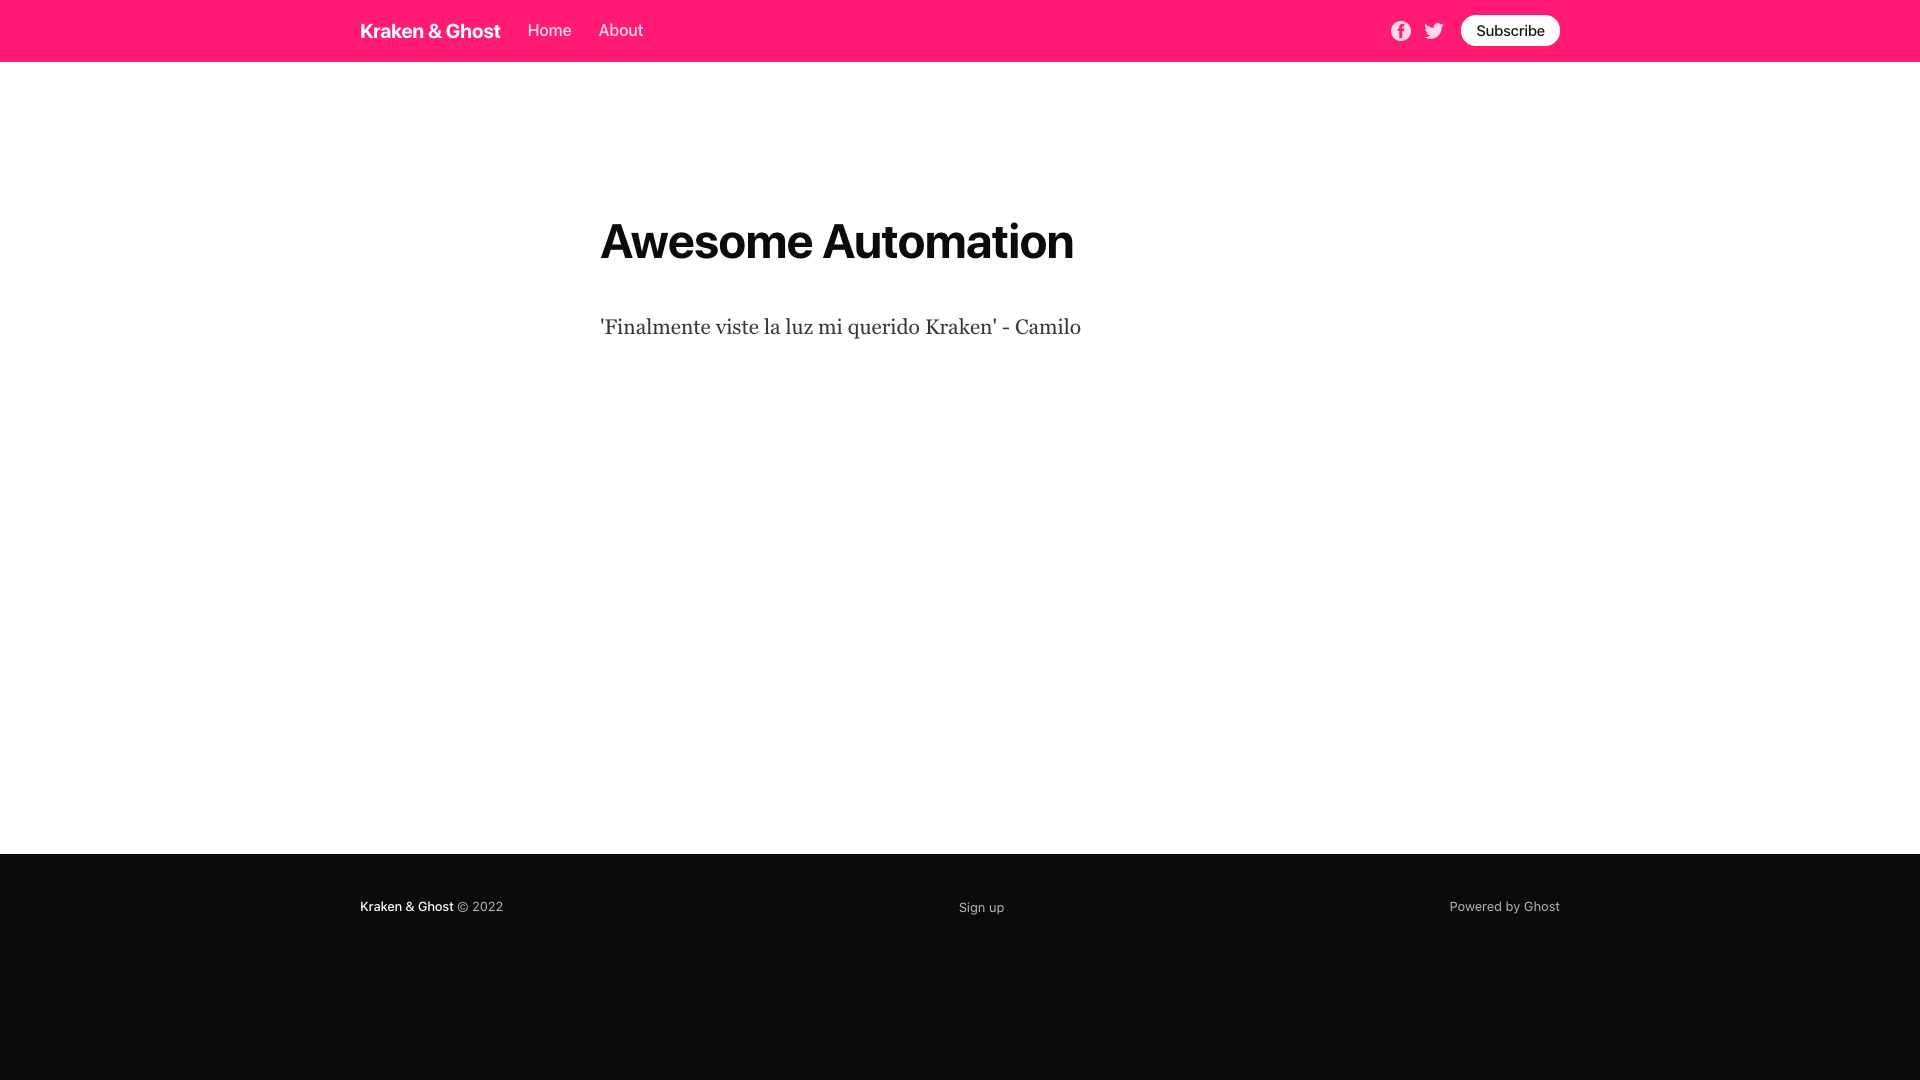 Kraken & Ghost Home About Subscribe
Awesome Automation
'Finalmente viste la luz mi querido Kraken' - Camilo
Kraken & Ghost © 2022 Sign up Powered by Ghost